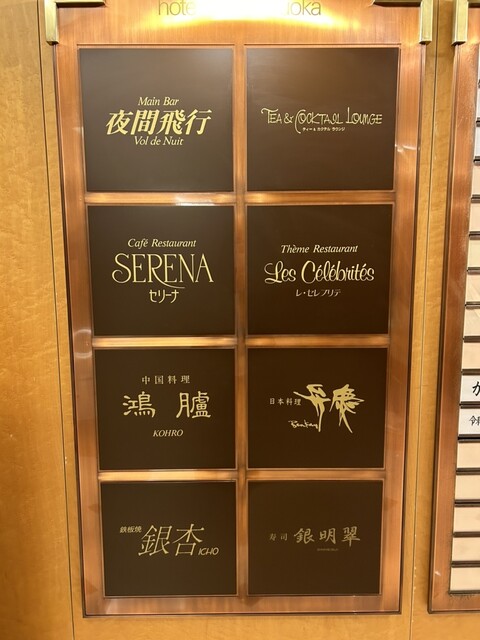 Main Bar
夜間飛行
Vol de Nuit
TEA & COCKTAIL LOUNGE
ティー & カクテル ラウンジ
Café Restaurant
SERENA
セリーナ
Thème Restaurant
Les Célébrités
レ・セレブリテ
中国料理
鴻臚
KOHRO
日本料理
弁慶
Benkay
鉄板焼
銀杏
ICHO
寿司 銀明翠